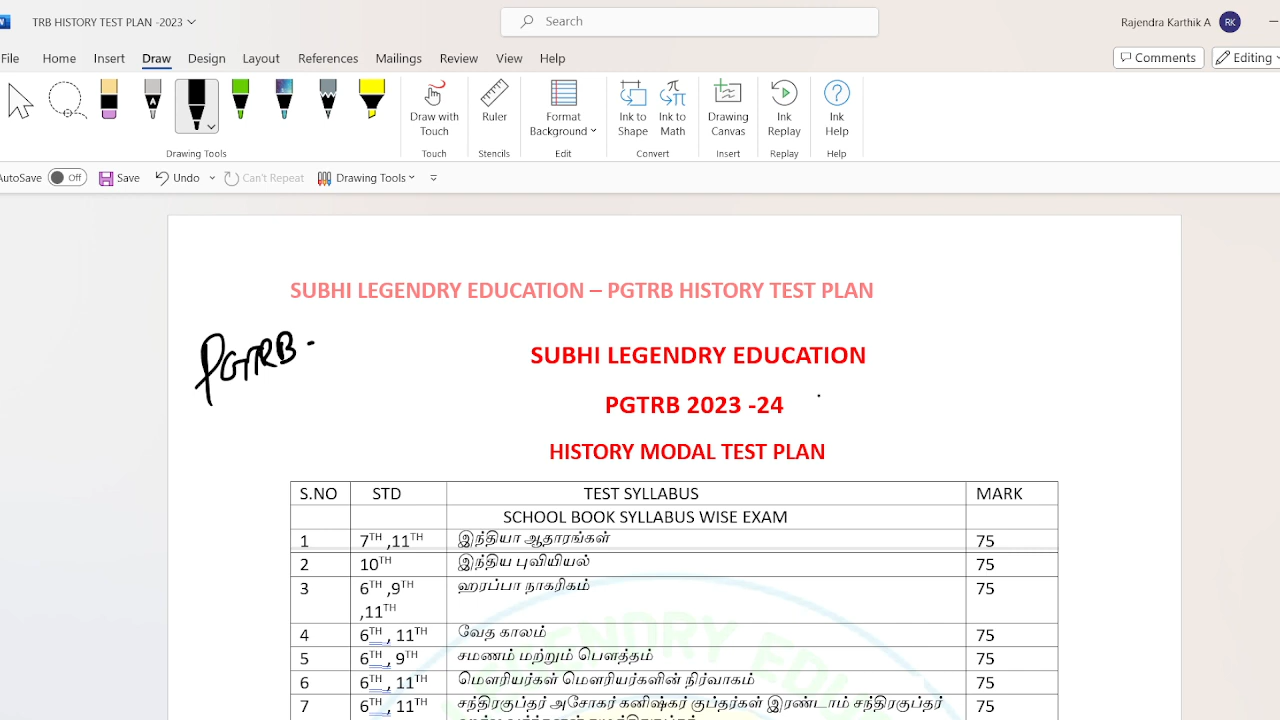 TRB HISTORY TEST PLAN -2023
Search
Rajendra Karthik A RK
File Home Insert Draw Design Layout References Mailings Review View Help
Comments Editing
Draw with Touch
Ruler
Format Background
Ink to Shape
Ink to Math
Drawing Canvas
Ink Replay
Ink Help
Drawing Tools Touch Stencils Edit Convert Insert Replay Help
AutoSave Off Save Undo Can't Repeat Drawing Tools
SUBHI LEGENDRY EDUCATION – PGTRB HISTORY TEST PLAN
PGTRB -
SUBHI LEGENDRY EDUCATION
PGTRB 2023 -24
HISTORY MODAL TEST PLAN
S.NO STD TEST SYLLABUS MARK
SCHOOL BOOK SYLLABUS WISE EXAM
1 7TH ,11TH இந்தியா ஆதாரங்கள் 75
2 10TH இந்திய புவியியல் 75
3 6TH ,9TH ,11TH ஹரப்பா நாகரிகம் 75
4 6TH , 11TH வேத காலம் 75
5 6TH , 9TH சமணம் மற்றும் பௌத்தம் 75
6 6TH , 11TH மௌரியர்கள் மௌரியர்களின் நிர்வாகம் 75
7 6TH , 11TH சந்திரகுப்தர் அசோகர் கனிஷ்கர் குப்தர்கள் இரண்டாம் சந்திரகுப்தர் 75
LEGENDRY EDU